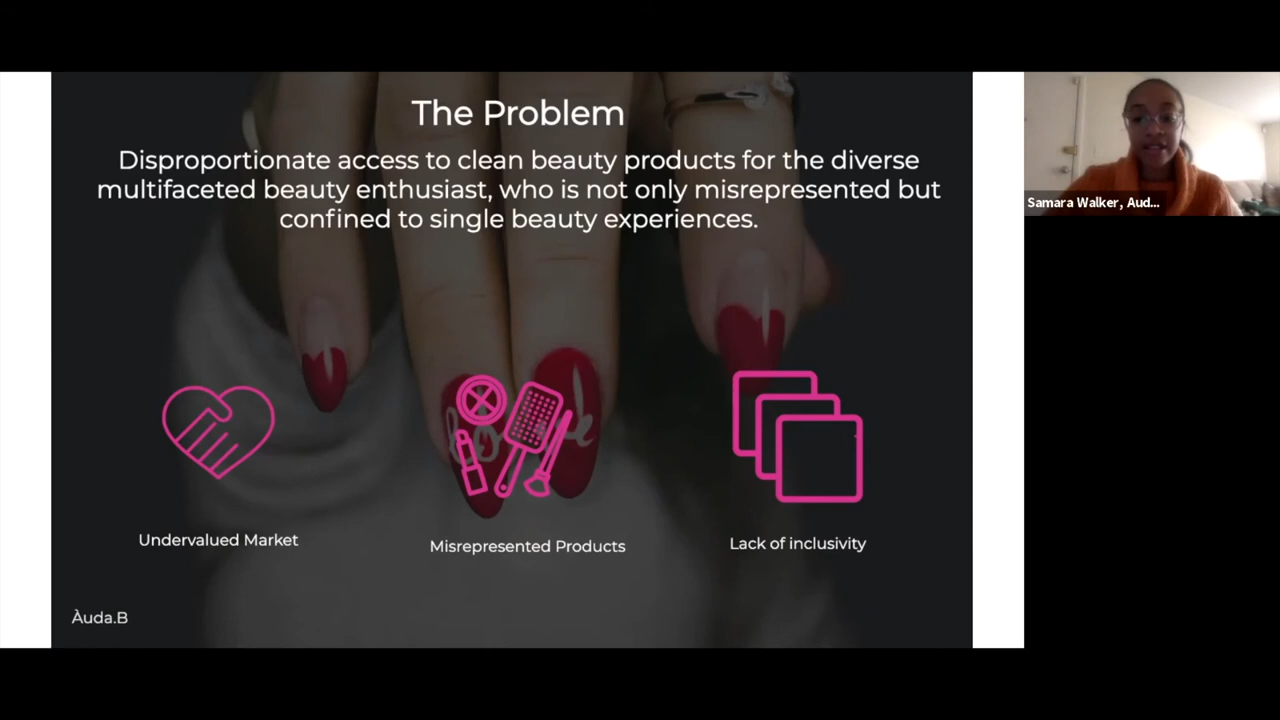 The Problem
Disproportionate access to clean beauty products for the diverse
multifaceted beauty enthusiast, who is not only misrepresented but
confined to single beauty experiences.
Undervalued Market
Misrepresented Products
Lack of inclusivity
Àuda.B
Samara Walker, Aud...